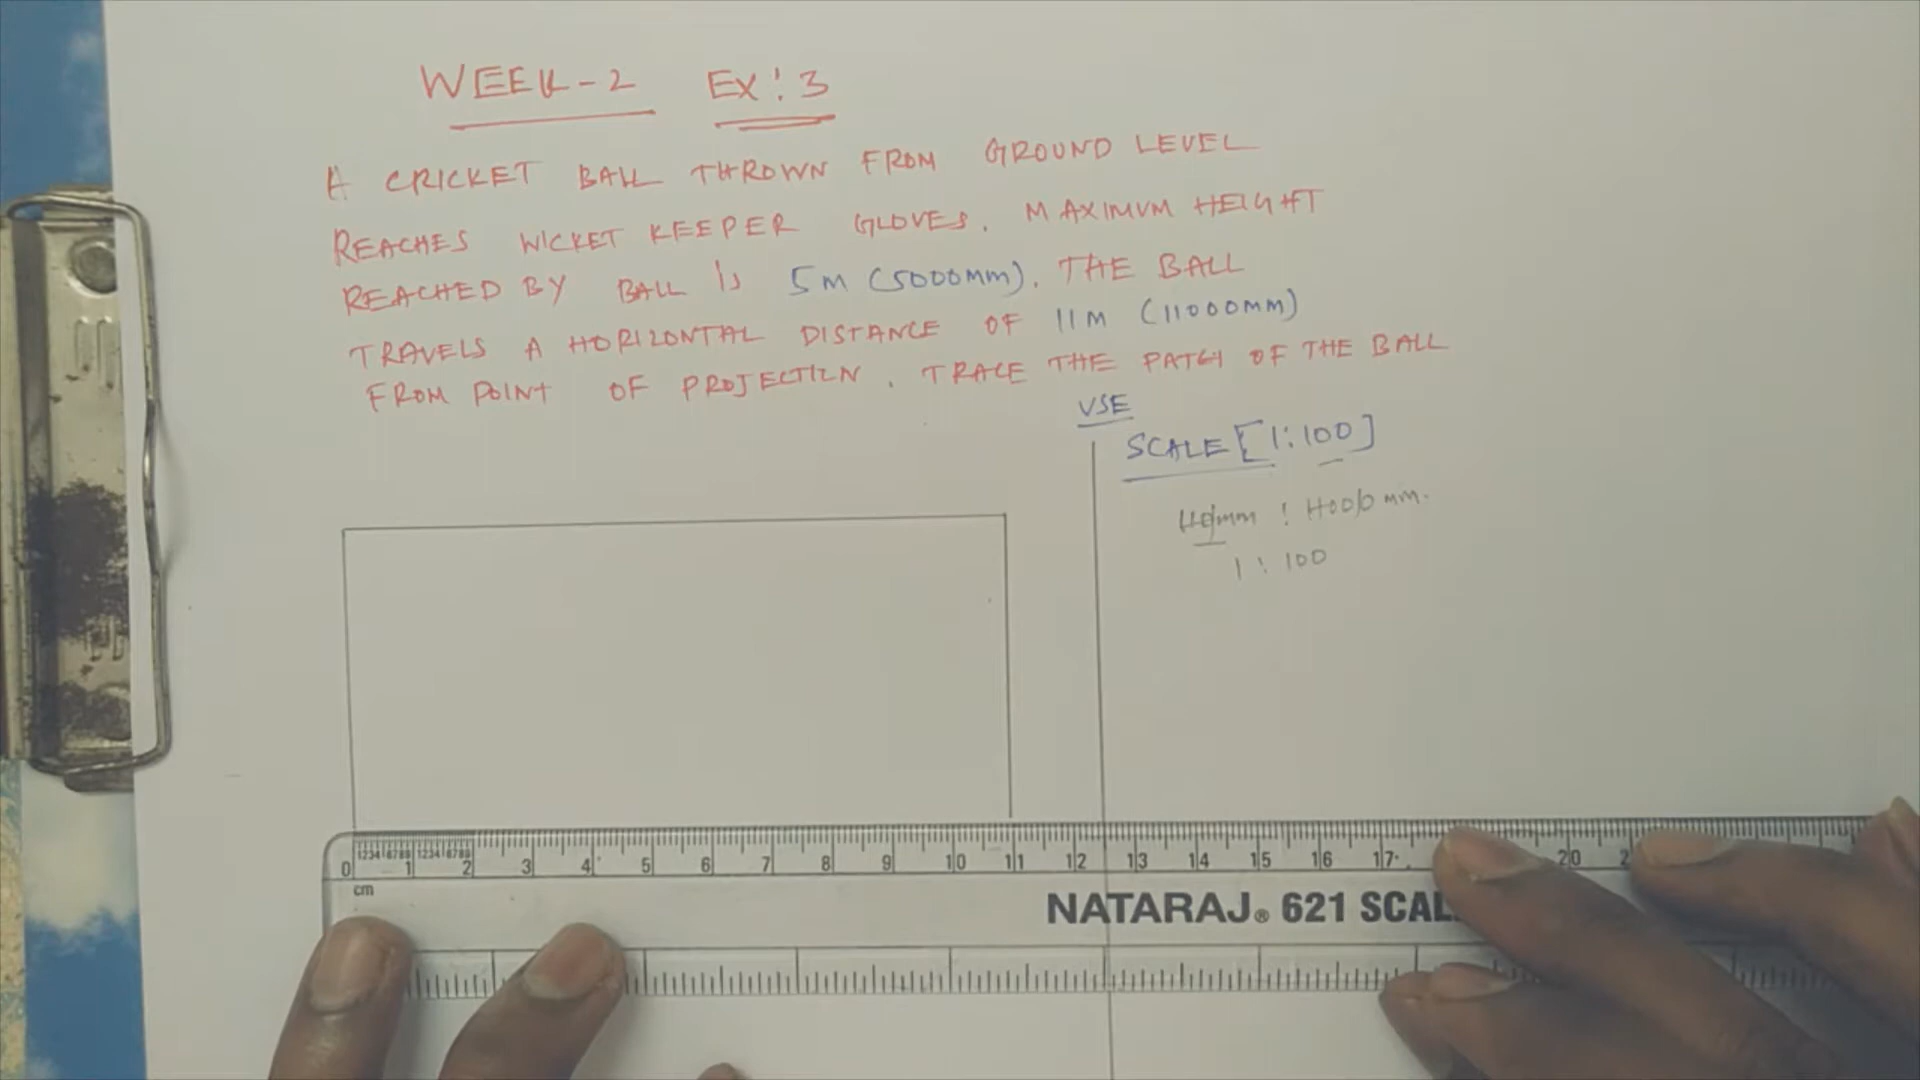 WEEK-2 EX:3
A CRICKET BALL THROWN FROM GROUND LEVEL
REACHES WICKET KEEPER GLOVES. MAXIMUM HEIGHT
REACHED BY BALL IS 5M (5000MM). THE BALL
TRAVELS A HORIZONTAL DISTANCE OF 11M (11000MM)
FROM POINT OF PROJECTION. TRACE THE PATH OF THE BALL
USE
SCALE [1:100]
110mm : 11000mm.
1:100
0 1 2 3 4 5 6 7 8 9 10 11 12 13 14 15 16 17 20
cm
NATARAJ® 621